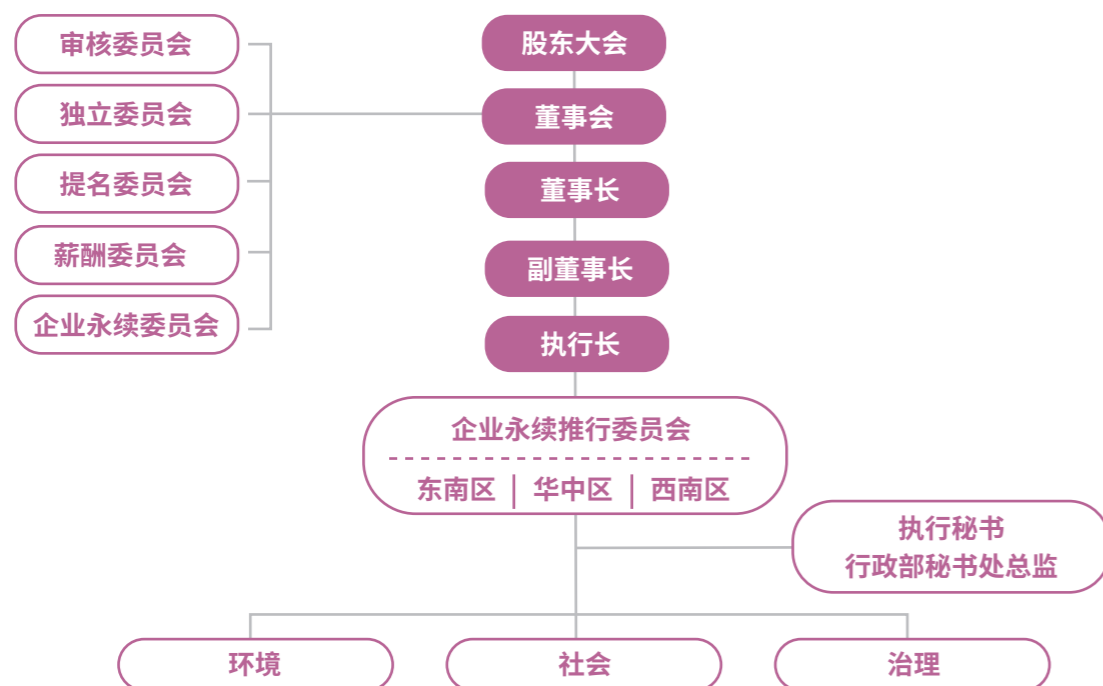 审核委员会
独立委员会
提名委员会
薪酬委员会
企业永续委员会
股东大会
董事会
董事长
副董事长
执行长
企业永续推行委员会
东南区 | 华中区 | 西南区
执行秘书
行政部秘书处总监
环境
社会
治理